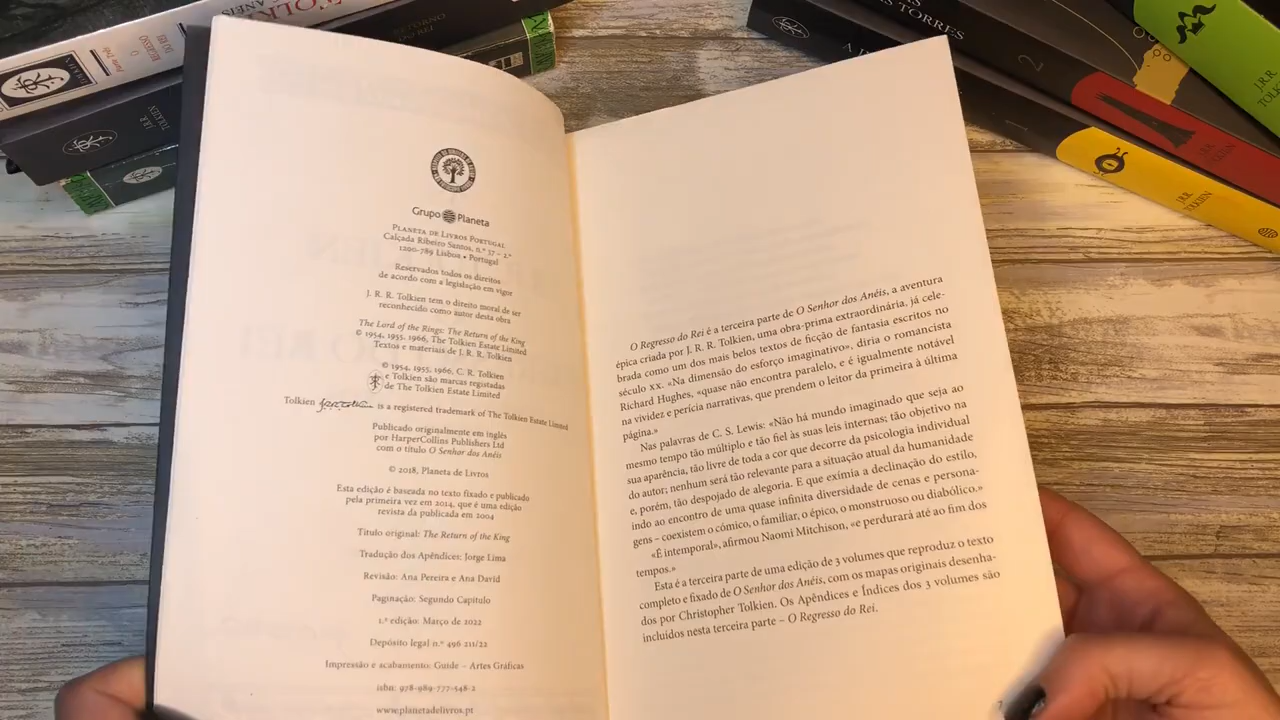 TOLKIEN
O REGRESSO DO REI
Parte Três
TOLKIEN
J.R.R. TOLKIEN
TORRES
2
1
J.R.R. TOLKIEN
J.R.R. TOLKIEN
J.R.R.
Grupo Planeta
Planeta de Livros Portugal
Calçada Ribeiro Santos, n.º 37 – 2.º
1200-789 Lisboa • Portugal
Reservados todos os direitos
de acordo com a legislação em vigor
J. R. R. Tolkien tem o direito moral de ser
reconhecido como autor desta obra
The Lord of the Rings: The Return of the King
© 1954, 1955, 1966, The Tolkien Estate Limited
Textos e materiais de J. R. R. Tolkien
© 1954, 1955, 1966, C. R. Tolkien
e Tolkien são marcas registadas
de The Tolkien Estate Limited
Tolkien is a registered trademark of The Tolkien Estate Limited
Publicado originalmente em inglês
por HarperCollins Publishers Ltd
com o título O Senhor dos Anéis
© 2018, Planeta de Livros
Esta edição é baseada no texto fixado e publicado
pela primeira vez em 2024, que é uma edição
revista da publicada em 2004
Título original: The Return of the King
Tradução dos Apêndices: Jorge Lima
Revisão: Ana Pereira e Ana David
Paginação: Segundo Capítulo
1.ª edição: Março de 2022
Depósito legal n.º 496 211/22
Impressão e acabamento: Guide – Artes Gráficas
isbn: 978-989-777-548-2
www.planetadelivros.pt
O Regresso do Rei é a terceira parte de O Senhor dos Anéis, a aventura
épica criada por J. R. R. Tolkien, uma obra-prima extraordinária, já cele-
brada como um dos mais belos textos de ficção de fantasia escritos no
século xx. «Na dimensão do esforço imaginativo», diria o romancista
Richard Hughes, «quase não encontra paralelo, e é igualmente notável
na vividez e perícia narrativas, que prendem o leitor da primeira à última
página.»
Nas palavras de C. S. Lewis: «Não há mundo imaginado que seja ao
mesmo tempo tão múltiplo e tão fiel às suas leis internas; tão objetivo na
sua aparência, tão livre de toda a cor que decorre da psicologia individual
do autor; nenhum será tão relevante para a situação atual da humanidade
e, porém, tão despojado de alegoria. E que exímia a declinação do estilo,
indo ao encontro de uma quase infinita diversidade de cenas e persona-
gens – coexistem o cómico, o familiar, o épico, o monstruoso ou diabólico.»
«É intemporal», afirmou Naomi Mitchison, «e perdurará até ao fim dos
tempos.»
Esta é a terceira parte de uma edição de 3 volumes que reproduz o texto
completo e fixado de O Senhor dos Anéis, com os mapas originais desenha-
dos por Christopher Tolkien. Os Apêndices e Índices dos 3 volumes são
incluídos nesta terceira parte – O Regresso do Rei.